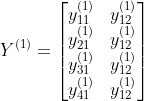 Y^{(1)} = \begin{bmatrix} y_{11}^{(1)} & y_{12}^{(1)} \\ y_{21}^{(1)} & y_{12}^{(1)} \\ y_{31}^{(1)} & y_{12}^{(1)} \\ y_{41}^{(1)} & y_{12}^{(1)} \end{bmatrix}